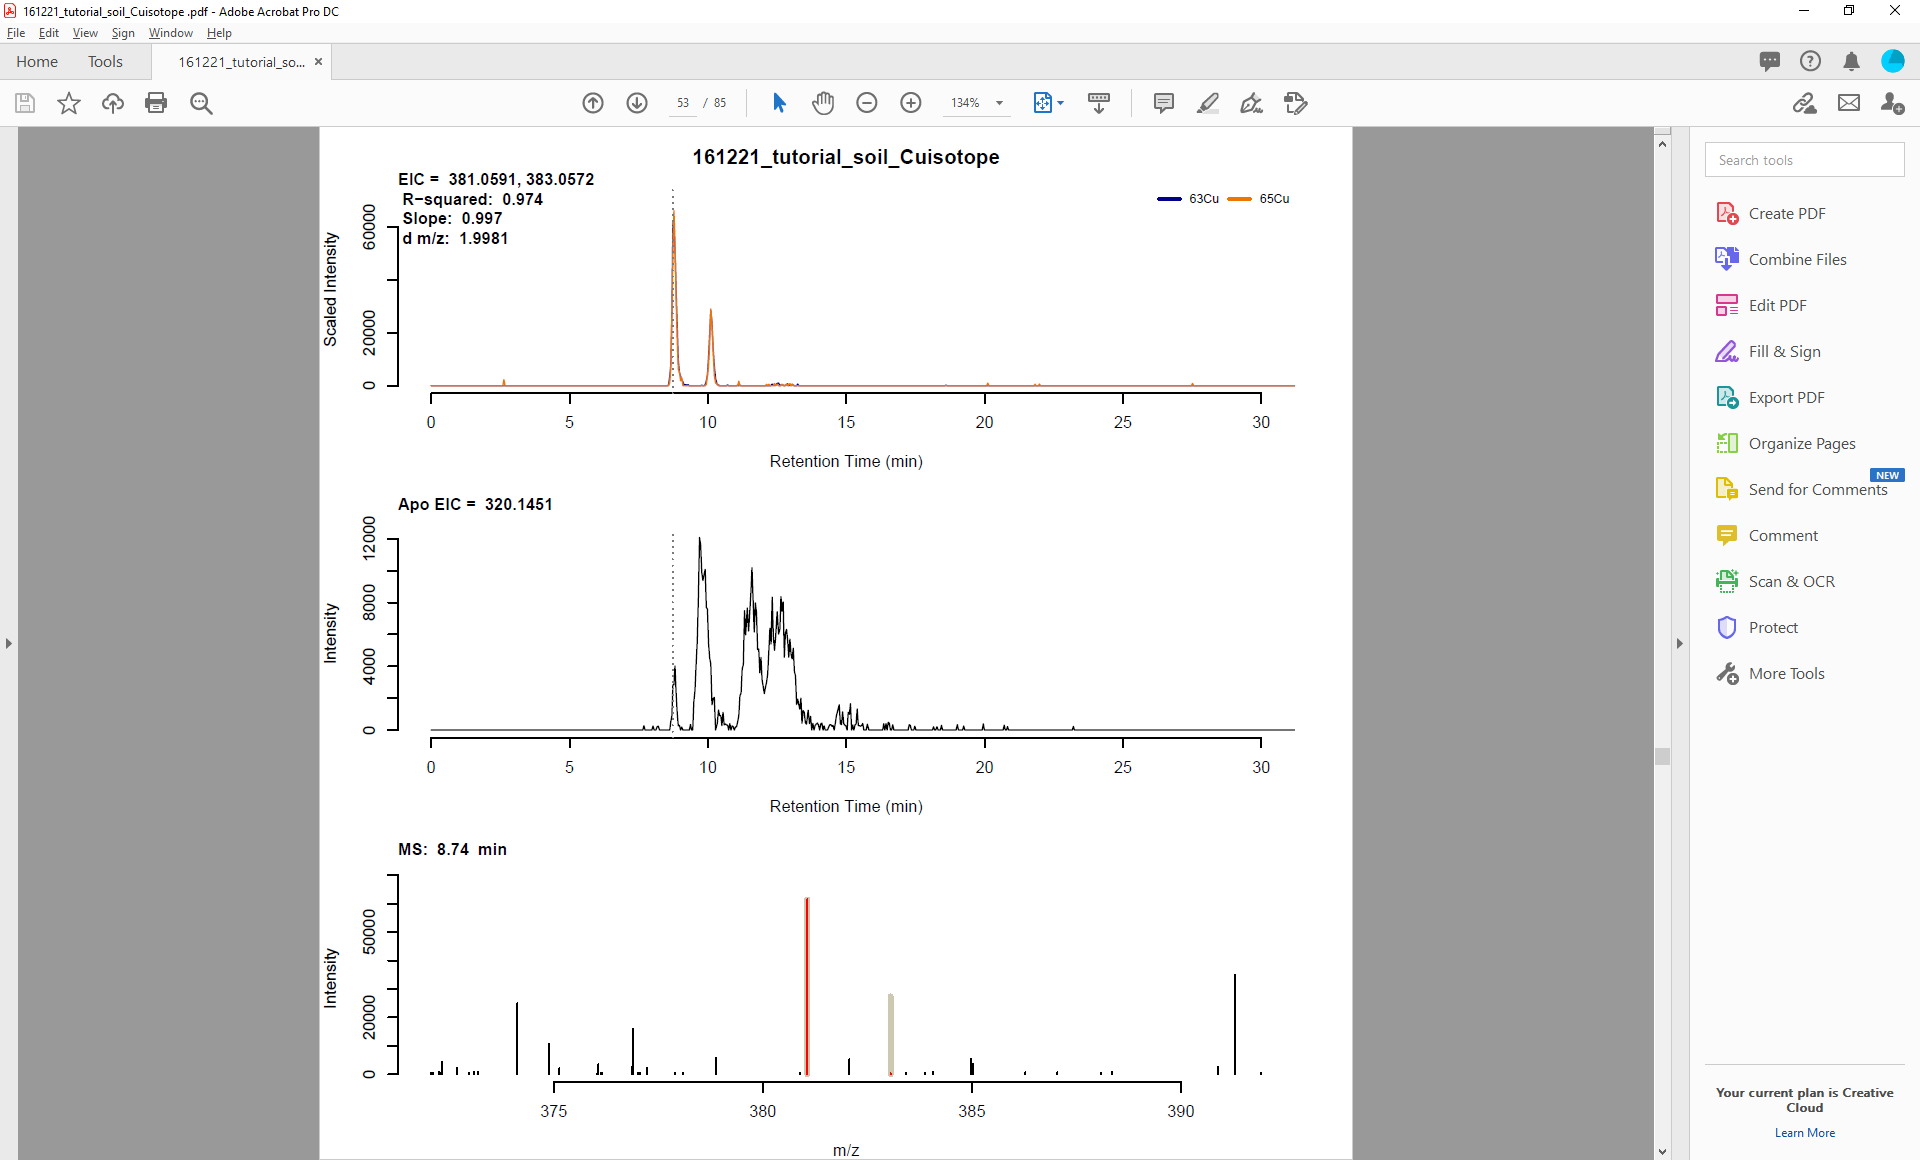 161221_tutorial_soil_Cuisotope .pdf - Adobe Acrobat Pro DC
File Edit View Sign Window Help
Home Tools 161221_tutorial_so... ×
53 / 85 134%
161221_tutorial_soil_Cuisotope
EIC = 381.0591, 383.0572
R−squared: 0.974
Slope: 0.997
d m/z: 1.9981
63Cu 65Cu
Scaled Intensity
60000
20000
0
0 5 10 15 20 25 30
Retention Time (min)
Apo EIC = 320.1451
Intensity
12000
8000
4000
0
0 5 10 15 20 25 30
Retention Time (min)
MS: 8.74 min
Intensity
50000
20000
0
375 380 385 390
m/z
Search tools
Create PDF
Combine Files
Edit PDF
Fill & Sign
Export PDF
Organize Pages
NEW
Send for Comments
Comment
Scan & OCR
Protect
More Tools
Your current plan is Creative
Cloud
Learn More